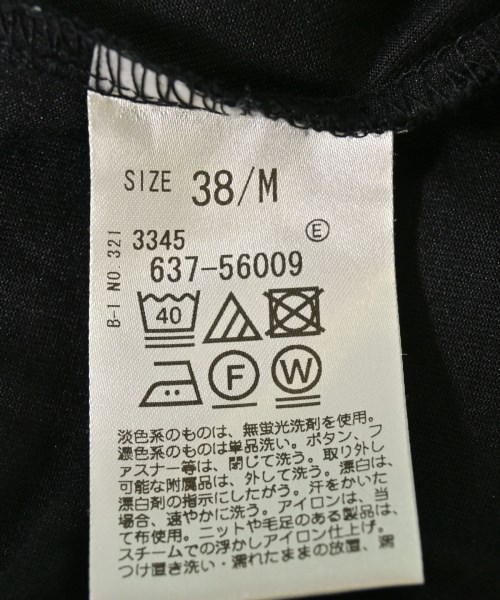 SIZE 38/M
B-I NO 321
3345 E
637-56009
40
F W
淡色系のものは、無蛍光洗剤を使用。
濃色系のものは単品洗い。ボタン、フ
ァスナー等は、閉じて洗う。取り外し
可能な附属品は、外して洗う。漂白は、
漂白剤の指示にしたがう。汗をかいた
場合、速やかに洗う。アイロンは、当
て布使用。ニットや毛足のある製品は、
スチームでの浮かしアイロン仕上げ。
つけ置き洗い・濡れたままの放置、濡